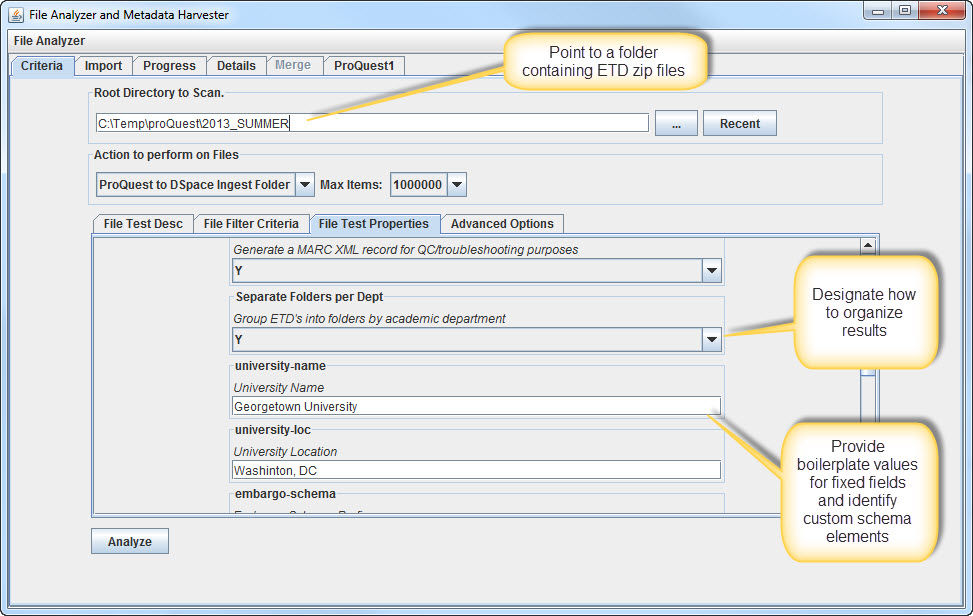 File Analyzer and Metadata Harvester
File Analyzer
Criteria Import Progress Details Merge ProQuest1
Point to a folder
containing ETD zip files
Root Directory to Scan.
C:\Temp\proQuest\2013_SUMMER
... Recent
Action to perform on Files
ProQuest to DSpace Ingest Folder Max Items: 1000000
File Test Desc File Filter Criteria File Test Properties Advanced Options
Generate a MARC XML record for QC/troubleshooting purposes
Y
Separate Folders per Dept
Group ETD's into folders by academic department
Y
Designate how
to organize
results
university-name
University Name
Georgetown University
university-loc
University Location
Washinton, DC
embargo-schema
Provide
boilerplate values
for fixed fields
and identify
custom schema
elements
Analyze